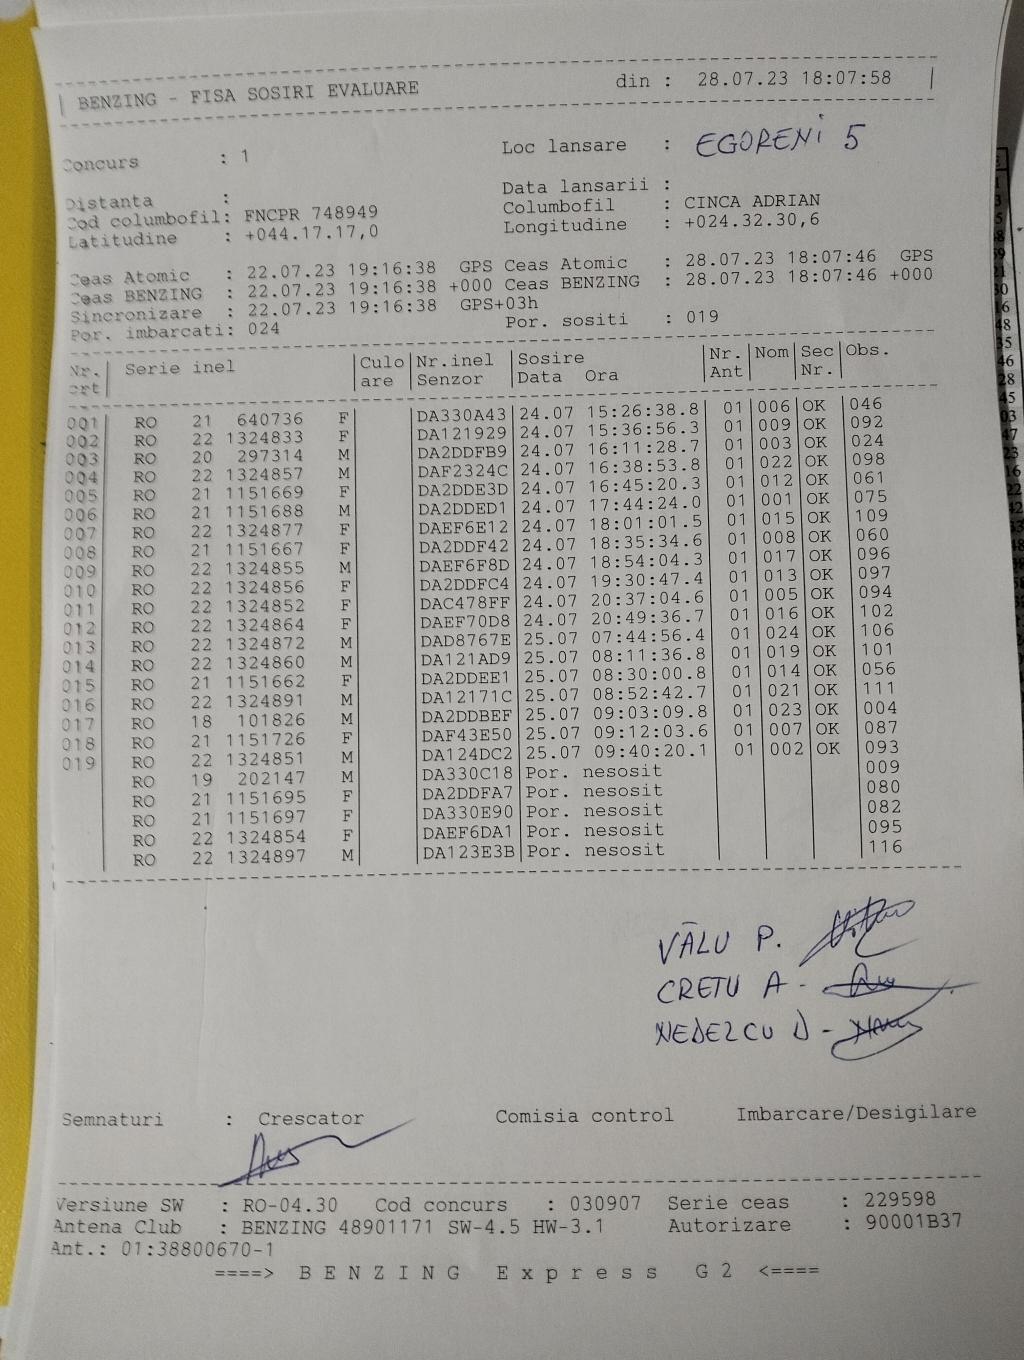 BENZING - FISA SOSIRI EVALUARE din : 28.07.23 18:07:58
Concurs : 1 Loc lansare : EGORENI 5
Distanta : Data lansarii :
Cod columbofil: FNCPR 748949 Columbofil : CINCA ADRIAN
Latitudine : +044.17.17,0 Longitudine : +024.32.30,6
Ceas Atomic : 22.07.23 19:16:38 GPS Ceas Atomic : 28.07.23 18:07:46 GPS
Ceas BENZING : 22.07.23 19:16:38 +000 Ceas BENZING : 28.07.23 18:07:46 +000
Sincronizare : 22.07.23 19:16:38 GPS+03h
Por. imbarcati: 024 Por. sositi : 019
Nr. Serie inel Culo Nr.inel Sosire Nr. Nom Sec Obs.
crt are Senzor Data Ora Ant Nr.
001 RO 21 640736 F DA330A43 24.07 15:26:38.8 01 006 OK 046
002 RO 22 1324833 F DA121929 24.07 15:36:56.3 01 009 OK 092
003 RO 20 297314 M DA2DDFB9 24.07 16:11:28.7 01 003 OK 024
004 RO 22 1324857 M DAF2324C 24.07 16:38:53.8 01 022 OK 098
005 RO 21 1151669 F DA2DDE3D 24.07 16:45:20.3 01 012 OK 061
006 RO 21 1151688 M DA2DDED1 24.07 17:44:24.0 01 001 OK 075
007 RO 22 1324877 F DAEF6E12 24.07 18:01:01.5 01 015 OK 109
008 RO 21 1151667 F DA2DDF42 24.07 18:35:34.6 01 008 OK 060
009 RO 22 1324855 M DAEF6F8D 24.07 18:54:04.3 01 017 OK 096
010 RO 22 1324856 F DA2DDFC4 24.07 19:30:47.4 01 013 OK 097
011 RO 22 1324852 F DAC478FF 24.07 20:37:04.6 01 005 OK 094
012 RO 22 1324864 F DAEF70D8 24.07 20:49:36.7 01 016 OK 102
013 RO 22 1324872 M DAD8767E 25.07 07:44:56.4 01 024 OK 106
014 RO 22 1324860 M DA121AD9 25.07 08:11:36.8 01 019 OK 101
015 RO 21 1151662 F DA2DDEE1 25.07 08:30:00.8 01 014 OK 056
016 RO 22 1324891 M DA12171C 25.07 08:52:42.7 01 021 OK 111
017 RO 18 101826 M DA2DDBEF 25.07 09:03:09.8 01 023 OK 004
018 RO 21 1151726 F DAF43E50 25.07 09:12:03.6 01 007 OK 087
019 RO 22 1324851 M DA124DC2 25.07 09:40:20.1 01 002 OK 093
RO 19 202147 M DA330C18 Por. nesosit 009
RO 21 1151695 F DA2DDFA7 Por. nesosit 080
RO 21 1151697 F DA330E90 Por. nesosit 082
RO 22 1324854 F DAEF6DA1 Por. nesosit 095
RO 22 1324897 M DA123E3B Por. nesosit 116
VĂLU P.
CRETU A -
NEDELCU D -
Semnaturi : Crescator Comisia control Imbarcare/Desigilare
Versiune SW : RO-04.30 Cod concurs : 030907 Serie ceas : 229598
Antena Club : BENZING 48901171 SW-4.5 HW-3.1 Autorizare : 90001B37
Ant.: 01:38800670-1
====> B E N Z I N G E x p r e s s G 2 <====